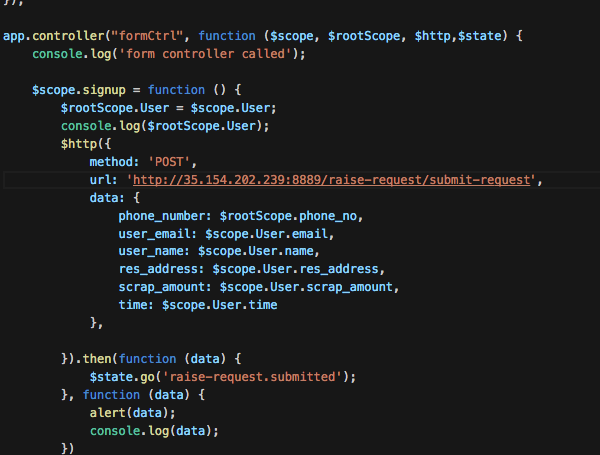 });
app.controller("formCtrl", function ($scope, $rootScope, $http,$state) {
    console.log('form controller called');
    $scope.signup = function () {
        $rootScope.User = $scope.User;
        console.log($rootScope.User);
        $http({
            method: 'POST',
            url: 'http://35.154.202.239:8889/raise-request/submit-request',
            data: {
                phone_number: $rootScope.phone_no,
                user_email: $scope.User.email,
                user_name: $scope.User.name,
                res_address: $scope.User.res_address,
                scrap_amount: $scope.User.scrap_amount,
                time: $scope.User.time
            },
        }).then(function (data) {
            $state.go('raise-request.submitted');
        }, function (data) {
            alert(data);
            console.log(data);
        })